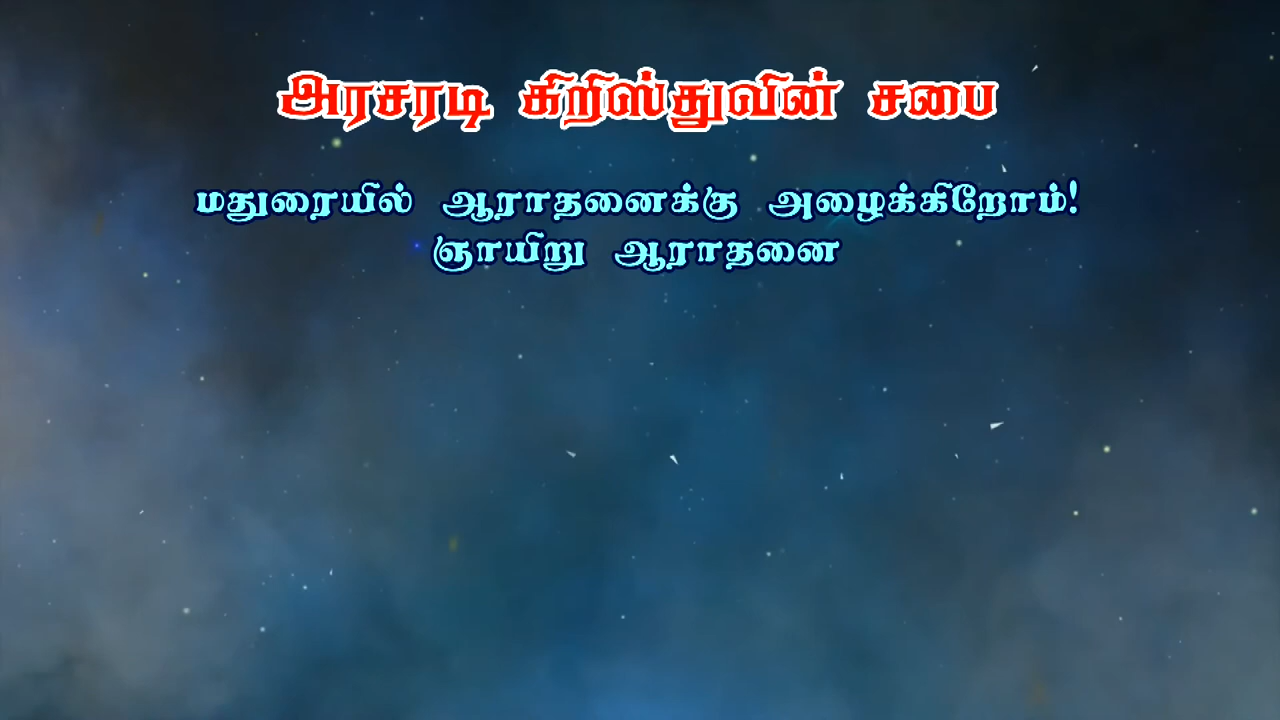 அரசரடி கிறிஸ்துவின் சபை
மதுரையில் ஆராதனைக்கு அழைக்கிறோம்!
ஞாயிறு ஆராதனை